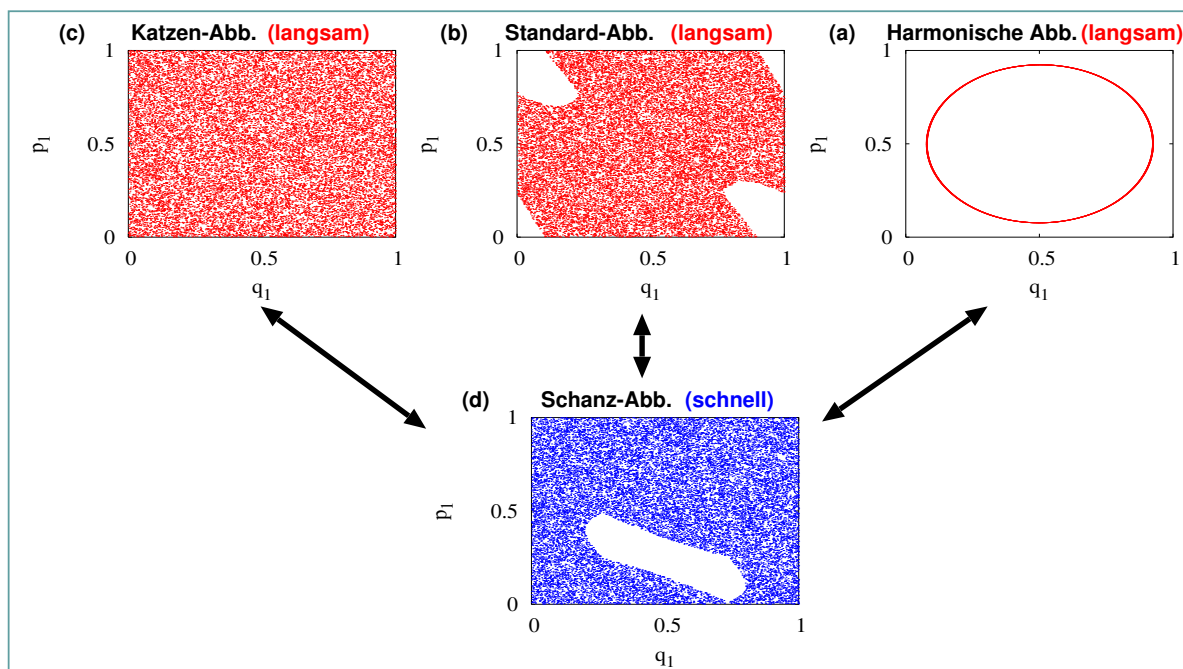 (c) Katzen-Abb. (langsam)
1
0.5
0
p1
0 0.5 1
q1
(b) Standard-Abb. (langsam)
1
0.5
0
p1
0 0.5 1
q1
(a) Harmonische Abb. (langsam)
1
0.5
0
p1
0 0.5 1
q1
(d) Schanz-Abb. (schnell)
1
0.5
0
p1
0 0.5 1
q1